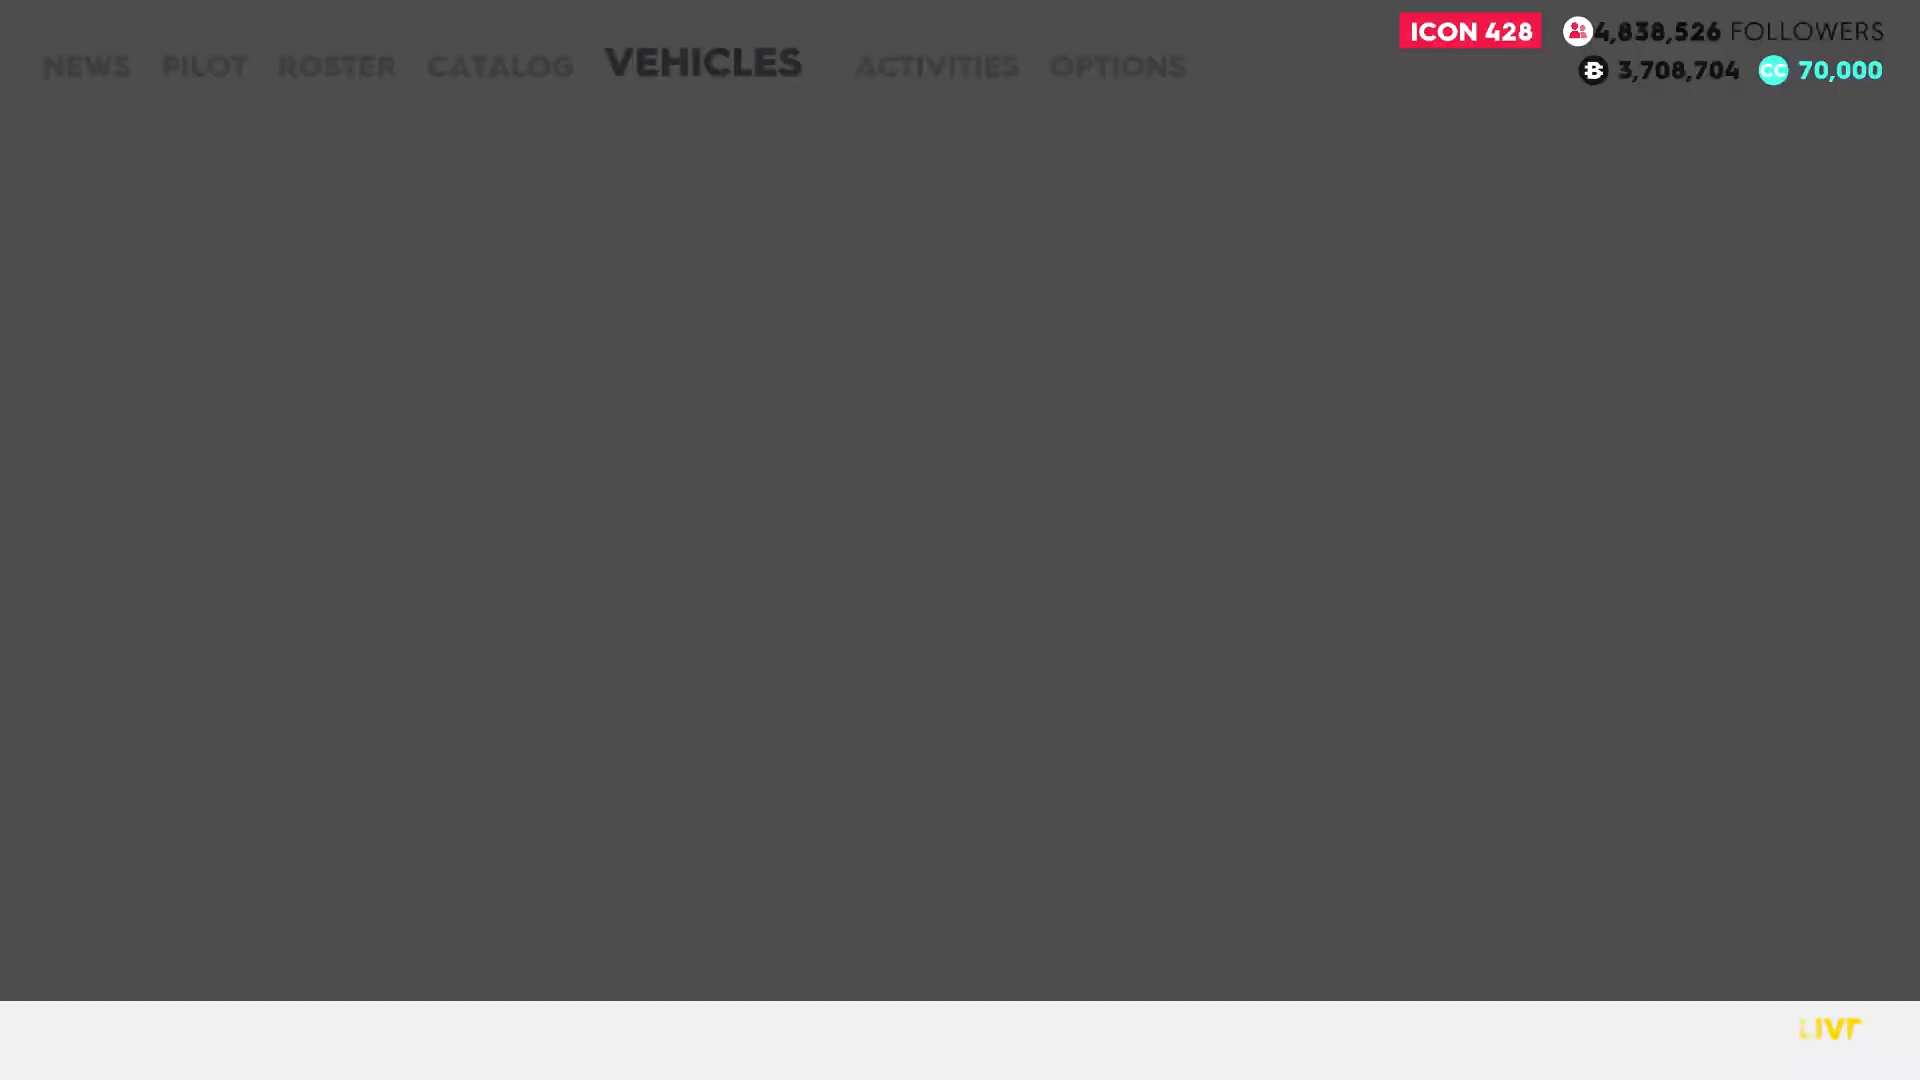 ICON 428 4,838,526 FOLLOWERS
NEWS PILOT ROSTER CATALOG VEHICLES ACTIVITIES OPTIONS
3,708,704 CC 70,000